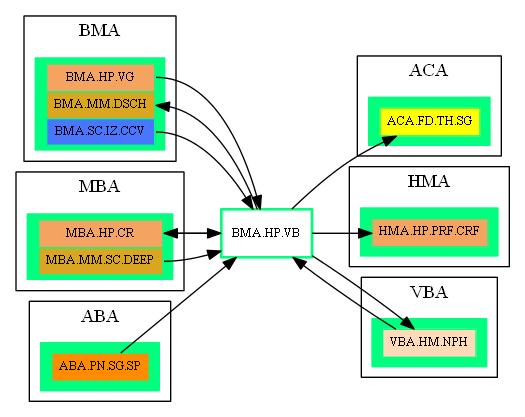 BMA
BMA.HP.VG
BMA.MM.DSCH
BMA.SC.IZ.CCV
MBA
MBA.HP.CR
MBA.MM.SC.DEEP
ABA
ABA.PN.SG.SP
BMA.HP.VB
ACA
ACA.FD.TH.SG
HMA
HMA.HP.PRF.CRF
VBA
VBA.HM.NPH